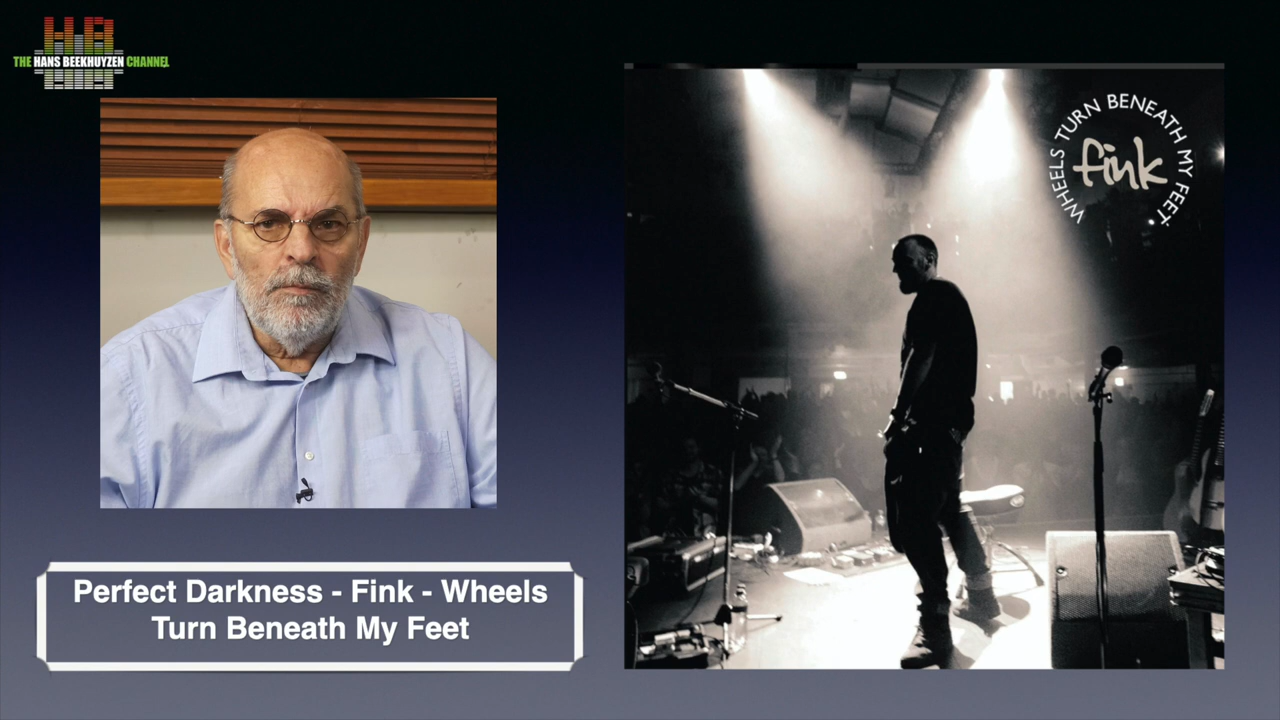 THE HANS BEEKHUYZEN CHANNEL
WHEELS TURN BENEATH MY FEET
fink
Perfect Darkness - Fink - Wheels
Turn Beneath My Feet